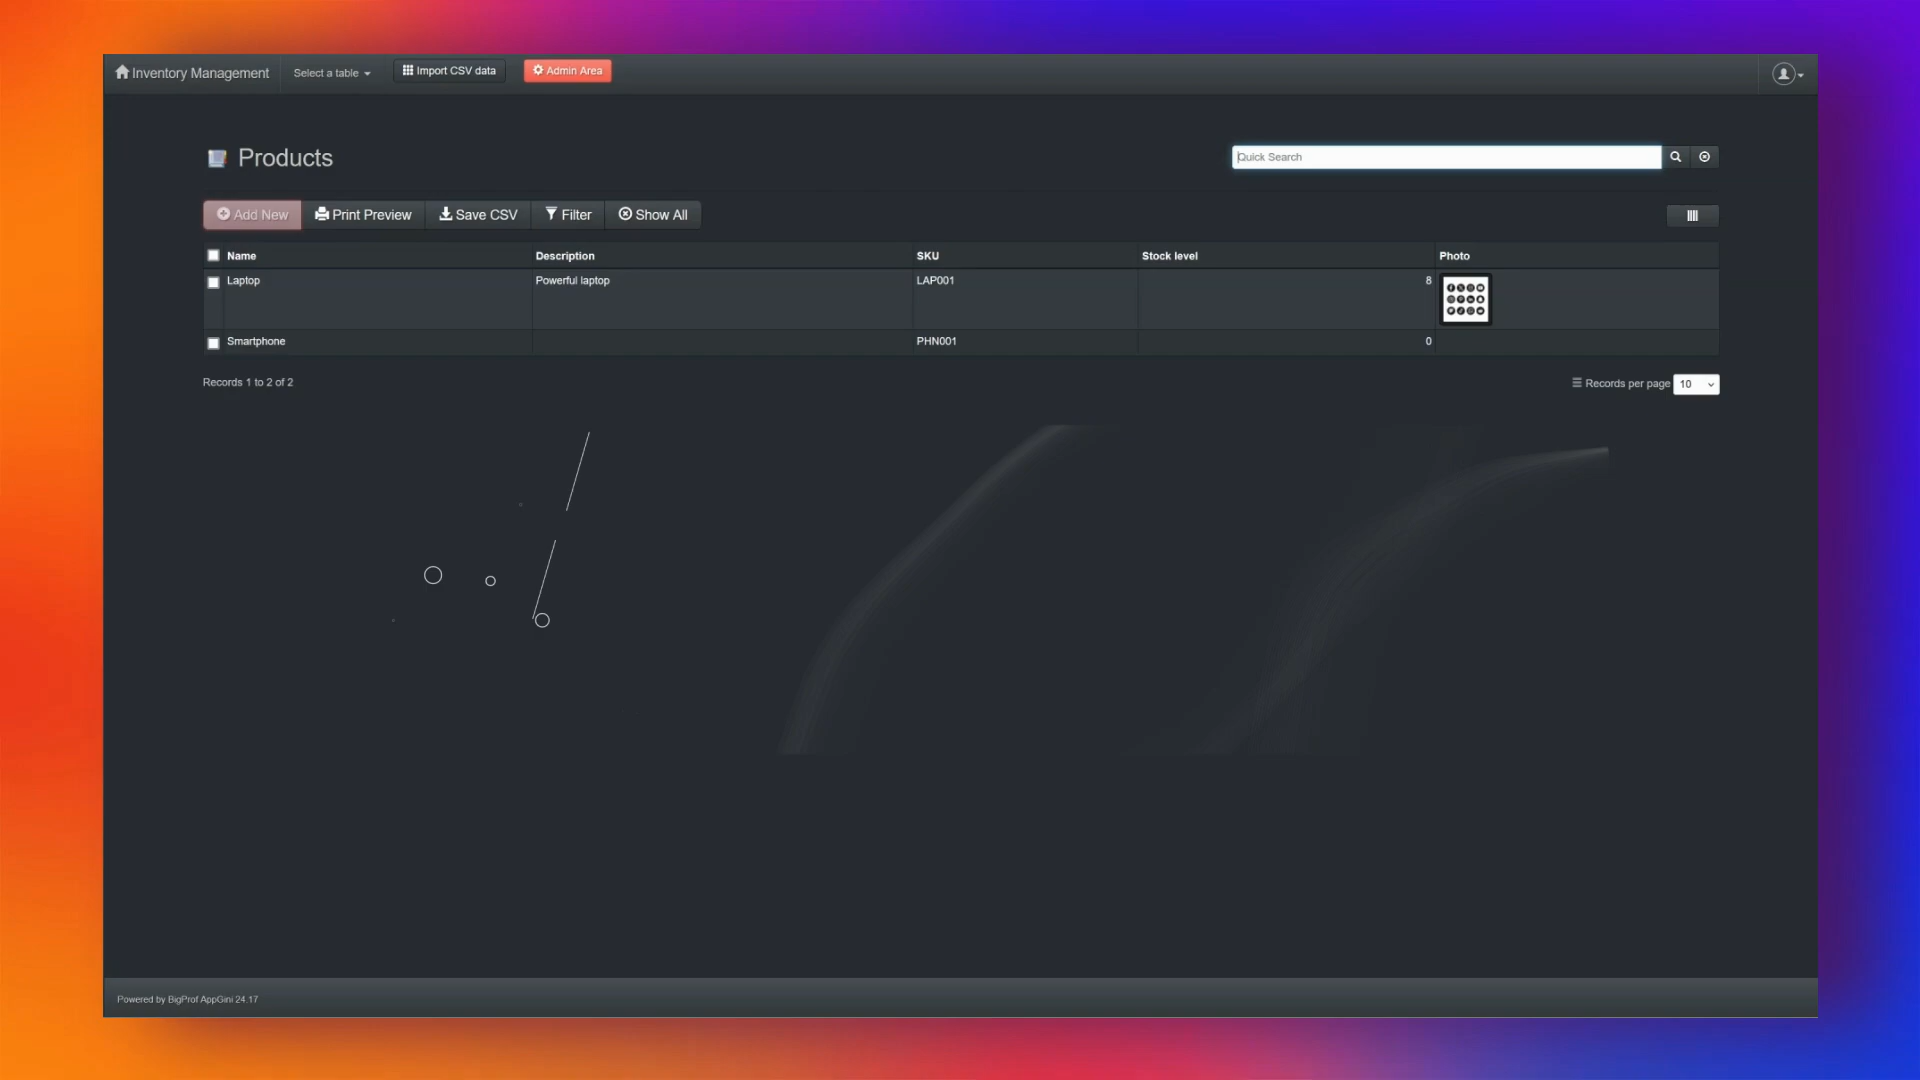 Inventory Management Select a table Import CSV data Admin Area
Products
Quick Search
Add New Print Preview Save CSV Filter Show All
Name Description SKU Stock level Photo
Laptop Powerful laptop LAP001 8
Smartphone PHN001 0
Records 1 to 2 of 2
Records per page 10
Powered by BigProf AppGini 24.17